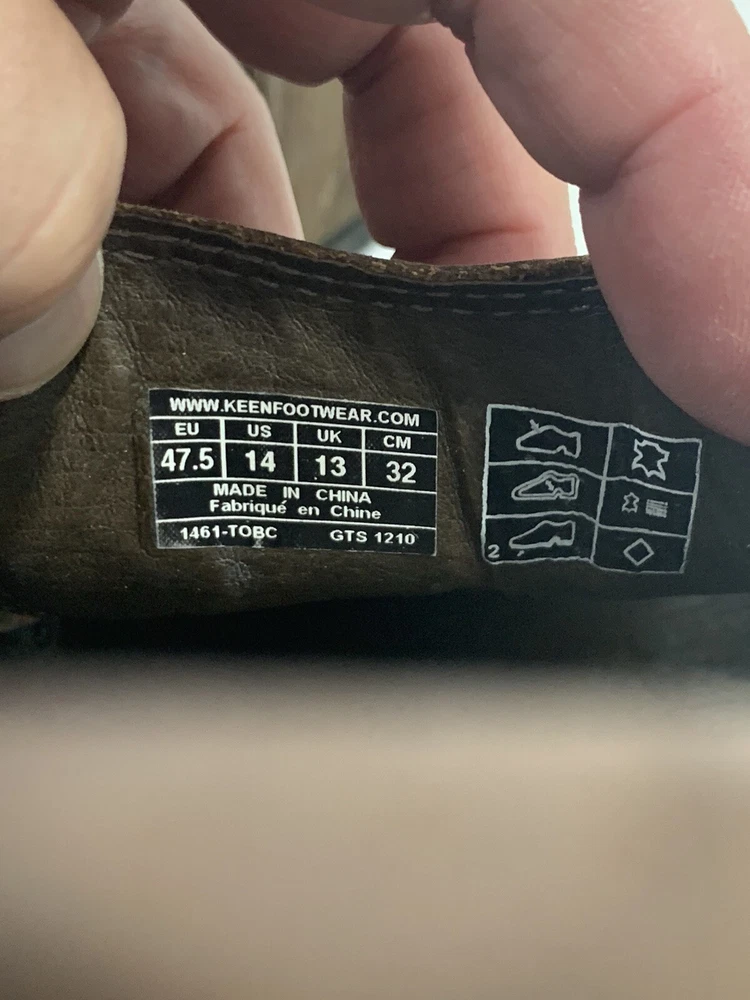 WWW.KEENFOOTWEAR.COM
EU US UK CM
47.5 14 13 32
MADE IN CHINA
Fabriqué en Chine
1461-TOBC GTS 1210
2